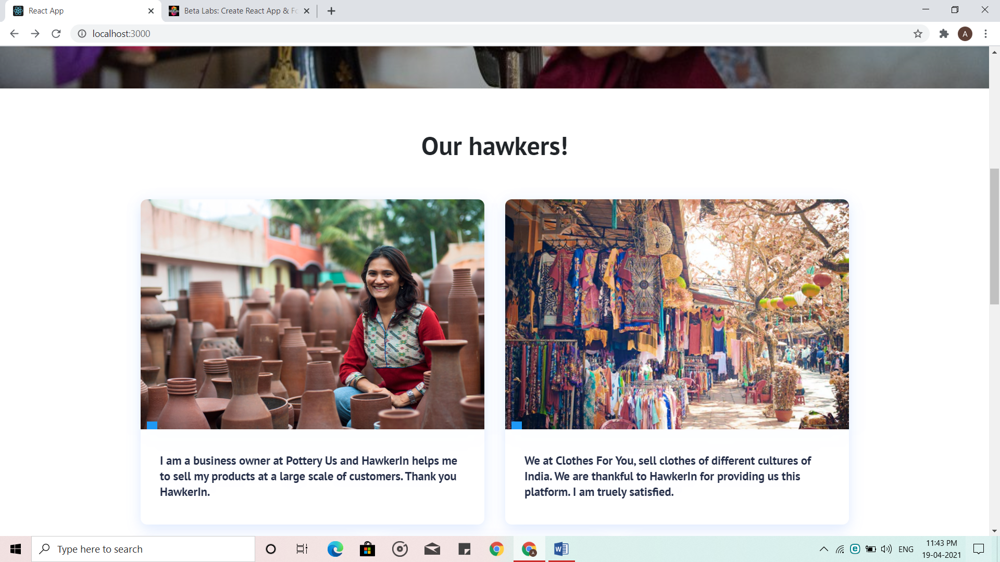 React App
Beta Labs: Create React App & Fo
localhost:3000
A
Our hawkers!
I am a business owner at Pottery Us and HawkerIn helps me
to sell my products at a large scale of customers. Thank you
HawkerIn.
We at Clothes For You, sell clothes of different cultures of
India. We are thankful to HawkerIn for providing us this
platform. I am truely satisfied.
Type here to search
A
W
e
ENG
11:43 PM
19-04-2021